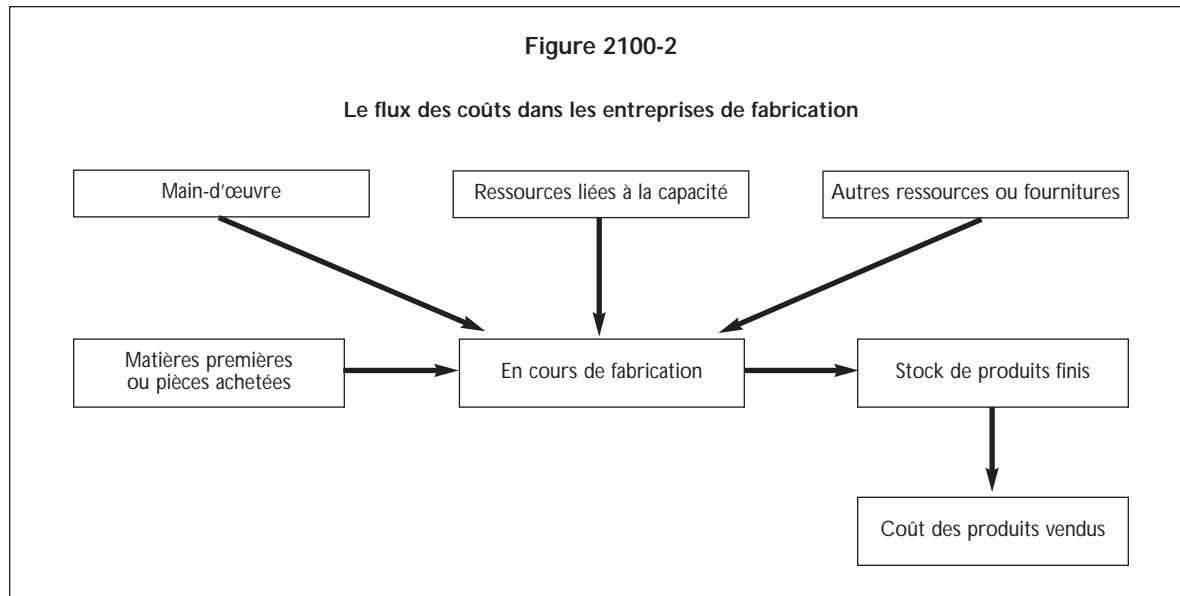 Figure 2100-2
Le flux des coûts dans les entreprises de fabrication
Main-d'œuvre
Ressources liées à la capacité
Autres ressources ou fournitures
Matières premières
ou pièces achetées
En cours de fabrication
Stock de produits finis
Coût des produits vendus